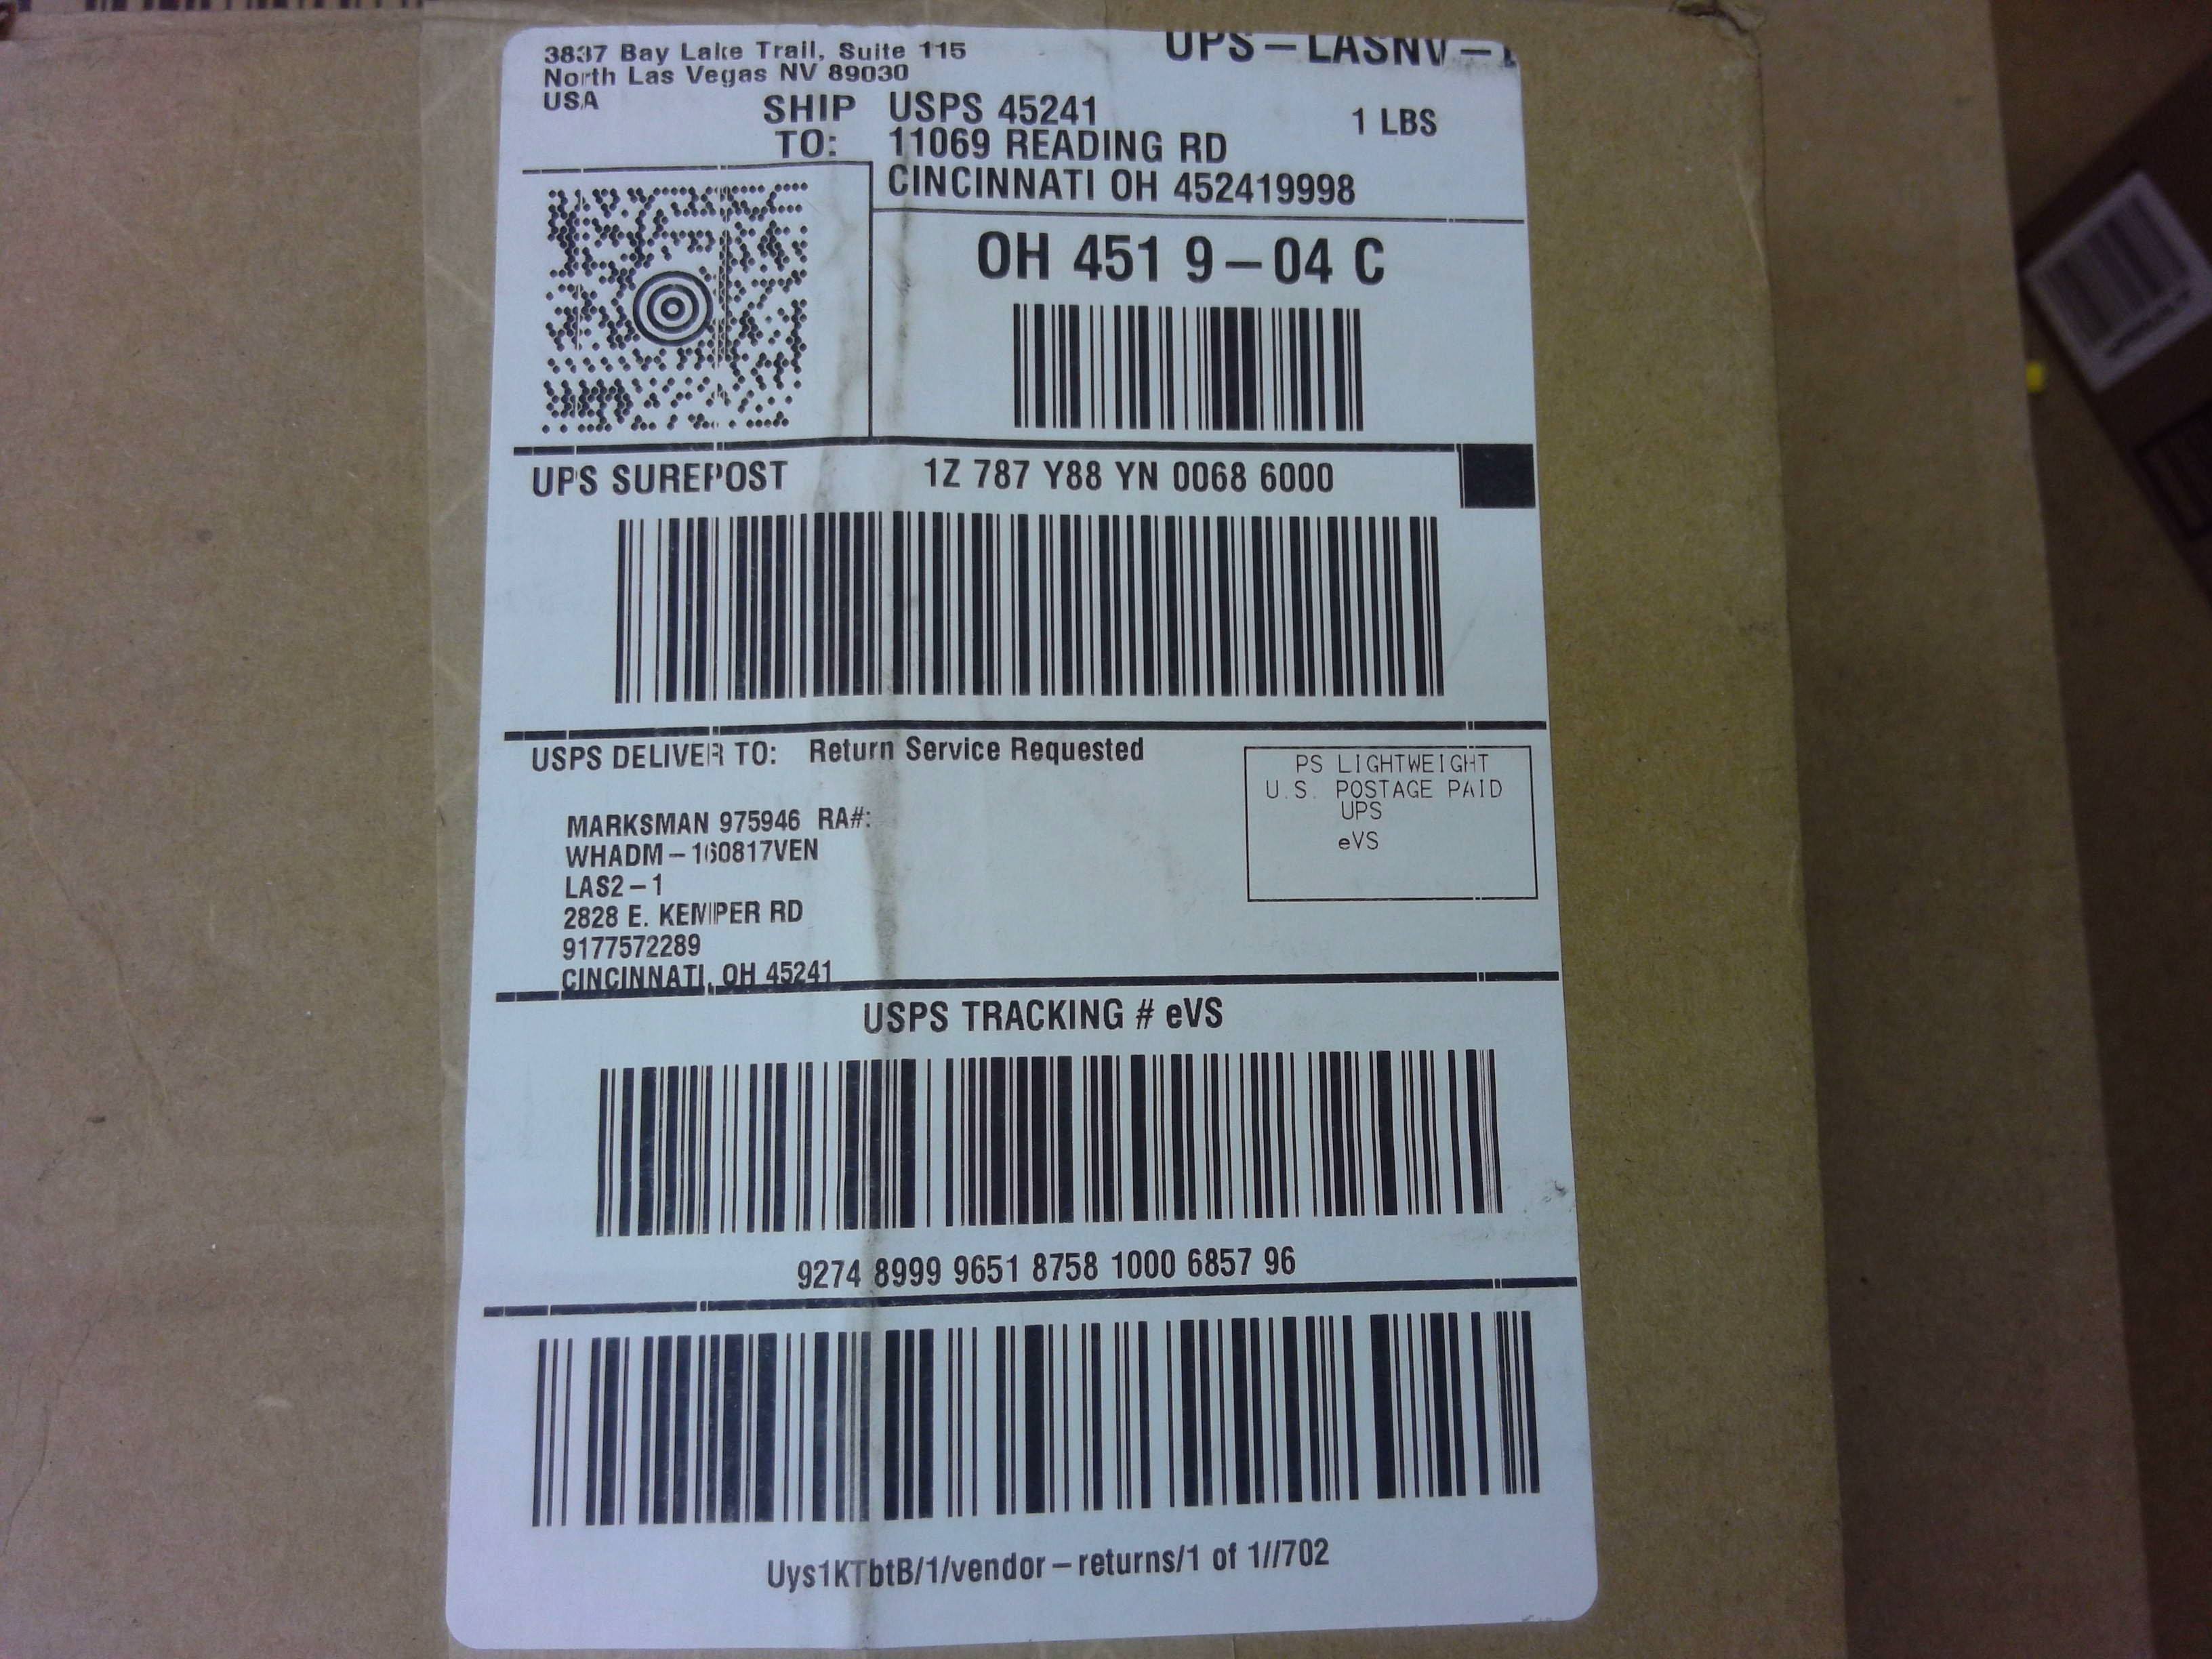 3837 Bay Lake Trail, Suite 115
North Las Vegas NV 89030
USA
UPS – LASNV –
SHIP TO:
USPS 45241
11069 READING RD
CINCINNATI OH 452419998
1 LBS
OH 451 9 – 04 C
UPS SUREPOST 1Z 787 Y88 YN 0068 6000
USPS DELIVER TO: Return Service Requested
PS LIGHTWEIGHT
U.S. POSTAGE PAID
UPS
eVS
MARKSMAN 975946 RA#:
WHADM – 160817VEN
LAS2 – 1
2828 E. KEMPER RD
9177572289
CINCINNATI, OH 45241
USPS TRACKING # eVS
9274 8999 9651 8758 1000 6857 96
Uys1KTbtB/1/vendor – returns/1 of 1//702